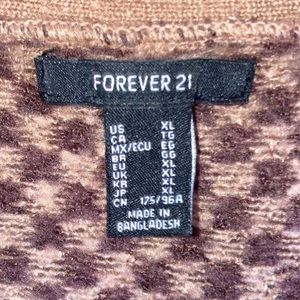 FOREVER 21
US XL
CA TG
MX/ECU EG
BR GG
EU XL
UK XL
KR XL
JP XL
CN 175/96A
MADE IN
BANGLADESH